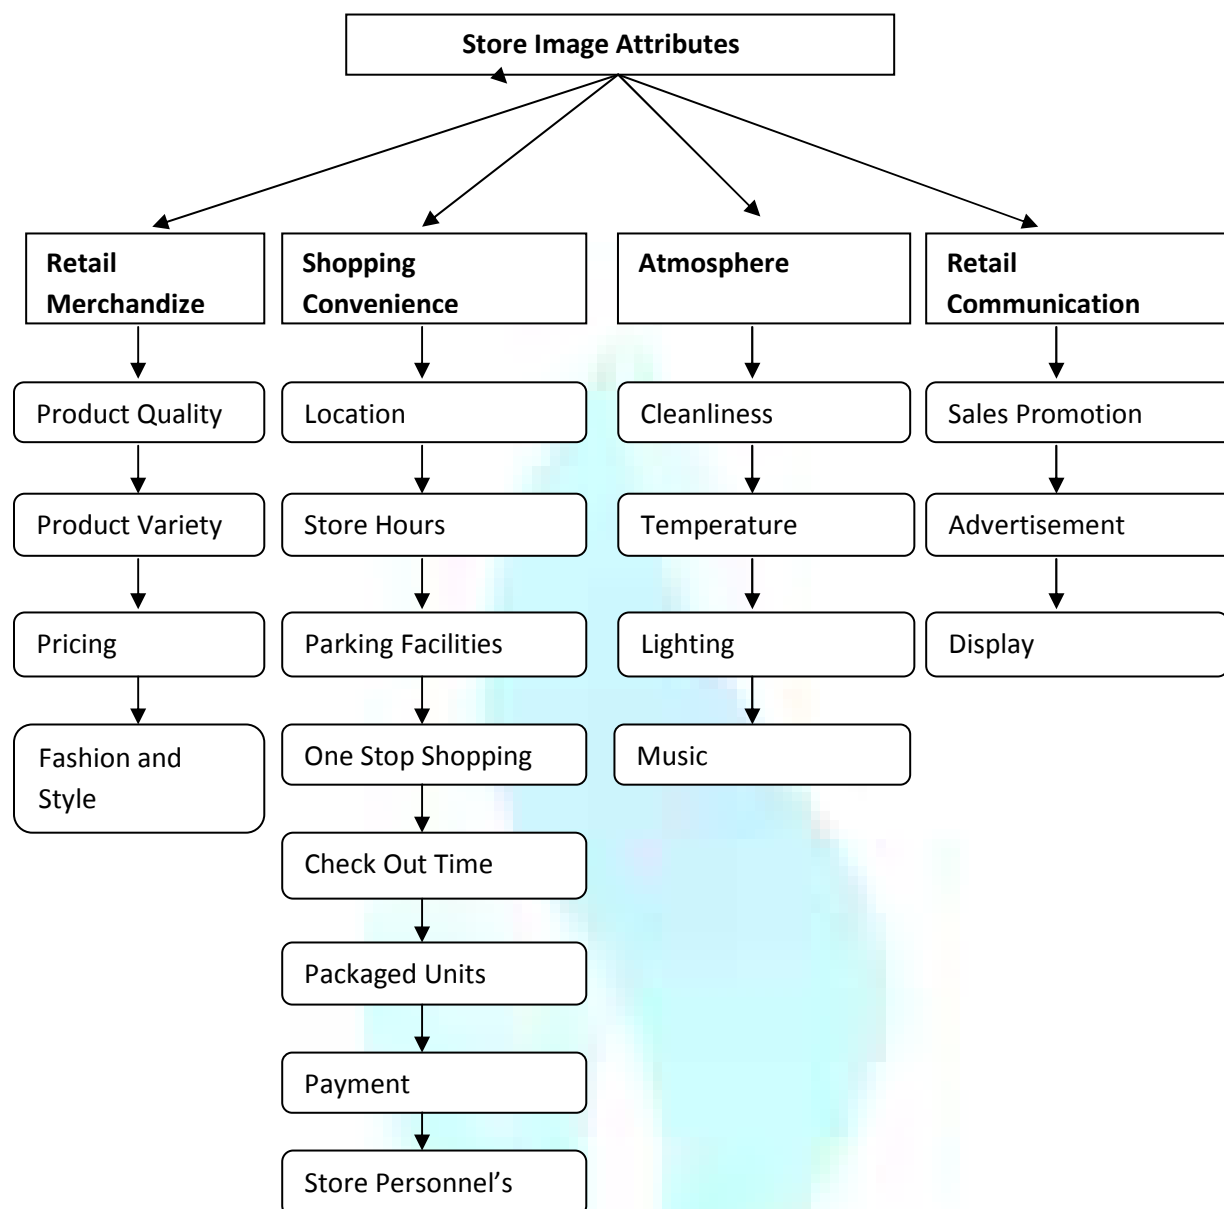 Store Image Attributes
Retail
Merchandize
Shopping
Convenience
Atmosphere
Retail
Communication
Product Quality
Location
Cleanliness
Sales Promotion
Product Variety
Store Hours
Temperature
Advertisement
Pricing
Parking Facilities
Lighting
Display
Fashion and
Style
One Stop Shopping
Music
Check Out Time
Packaged Units
Payment
Store Personnel’s